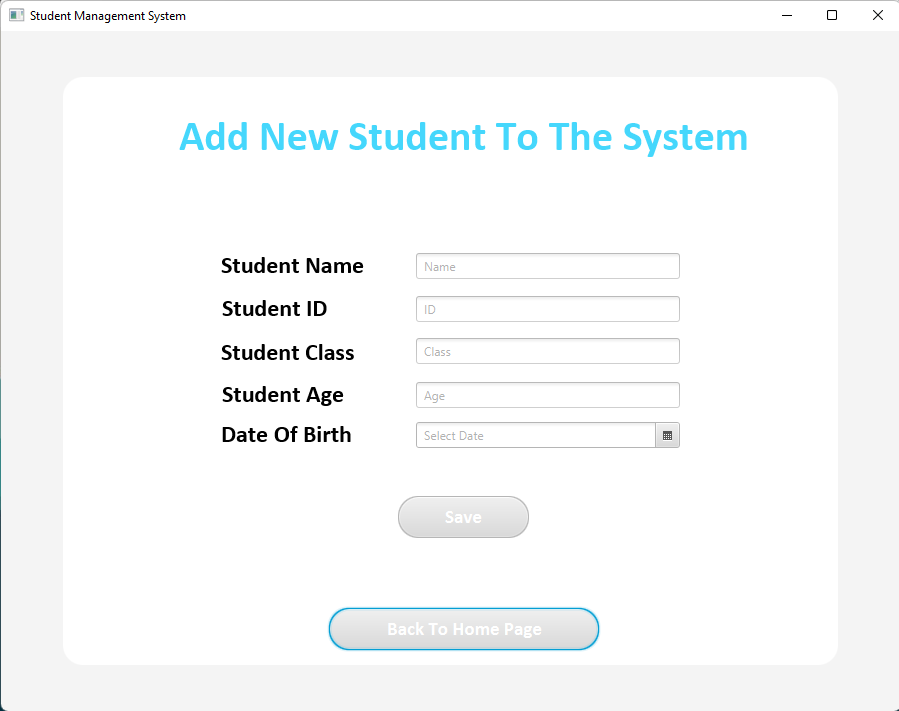 Student Management System
Add New Student To The System
Student Name Name
Student ID ID
Student Class Class
Student Age Age
Date Of Birth Select Date
Save
Back To Home Page